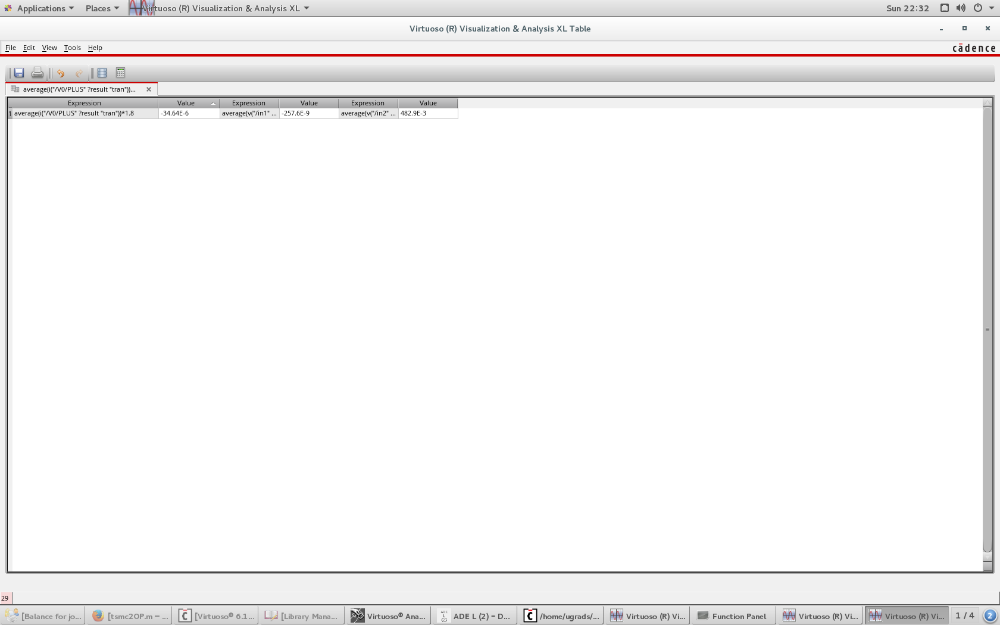 Applications Places Virtuoso (R) Visualization & Analysis XL Sun 22:32
Virtuoso (R) Visualization & Analysis XL Table
File Edit View Tools Help cādence
average(i("/V0/PLUS" ?result "tran"))...
Expression Value Expression Value Expression Value
1 average(i("/V0/PLUS" ?result "tran"))*1.8 -34.64E-6 average(v("/in1" ... -257.6E-9 average(v("/in2" ... 482.9E-3
29
[Balance for jo... [tsmc2OP.m – ... [Virtuoso® 6.1... [Library Mana... Virtuoso® Ana... ADE L (2) – D... /home/ugrads/... Virtuoso (R) Vi... Function Panel Virtuoso (R) Vi... Virtuoso (R) Vi... 1 / 4 2